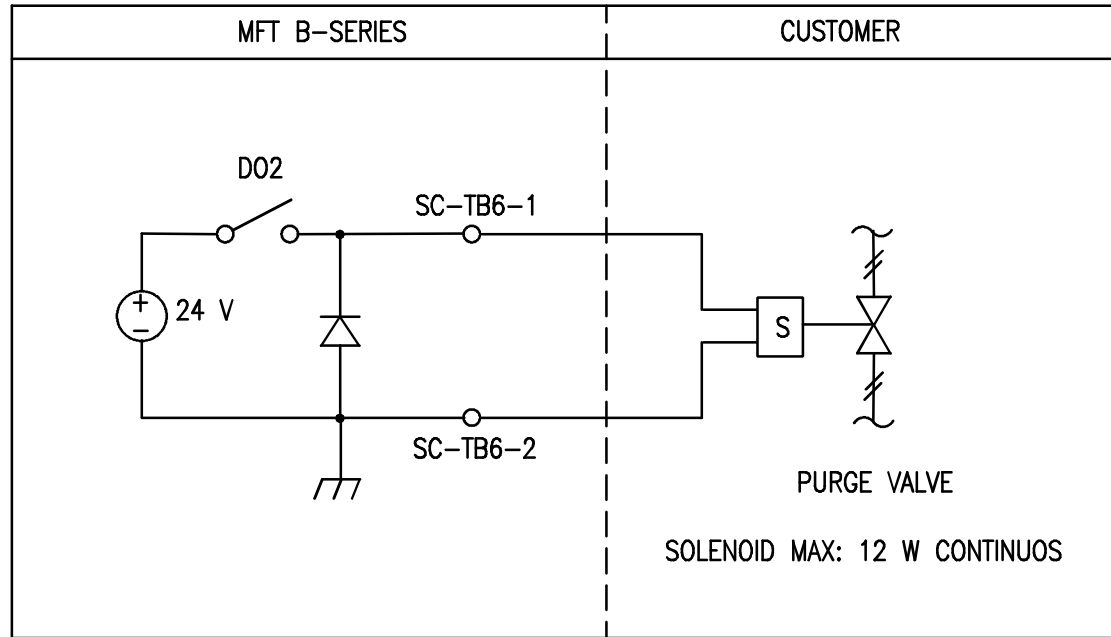 MFT B-SERIES
CUSTOMER
DO2
SC-TB6-1
+
24 V
−
S
SC-TB6-2
PURGE VALVE
SOLENOID MAX: 12 W CONTINUOS